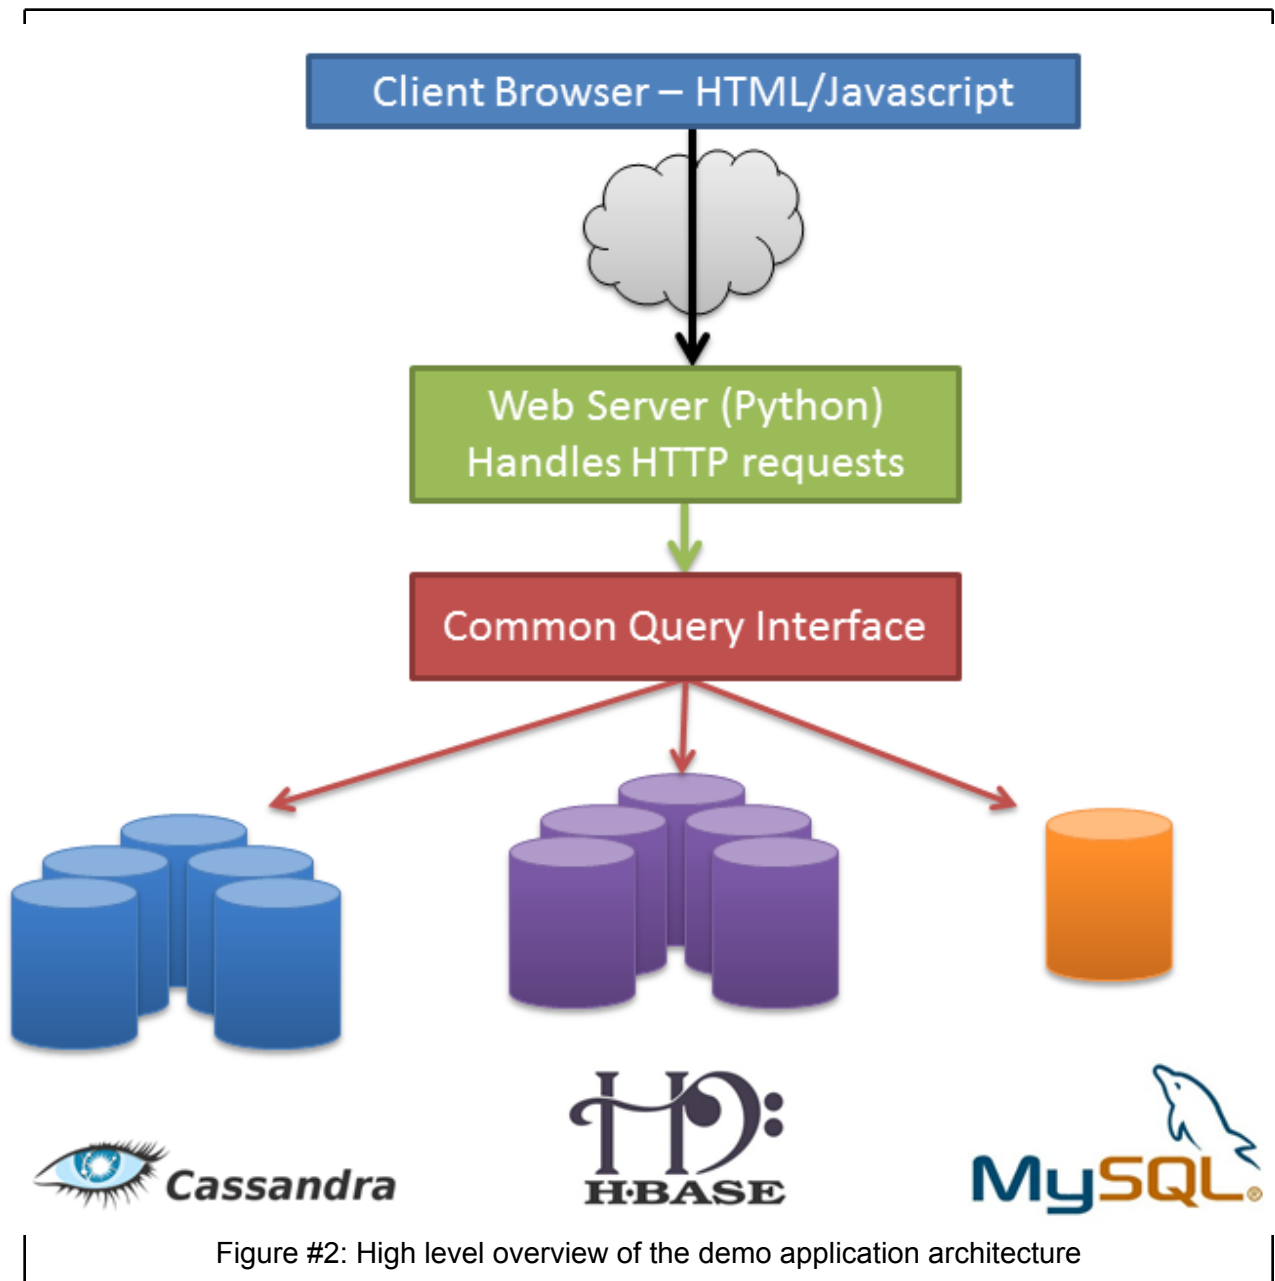 Client Browser – HTML/Javascript
Web Server (Python)
Handles HTTP requests
Common Query Interface
Cassandra
H·BASE
MySQL®
Figure #2: High level overview of the demo application architecture